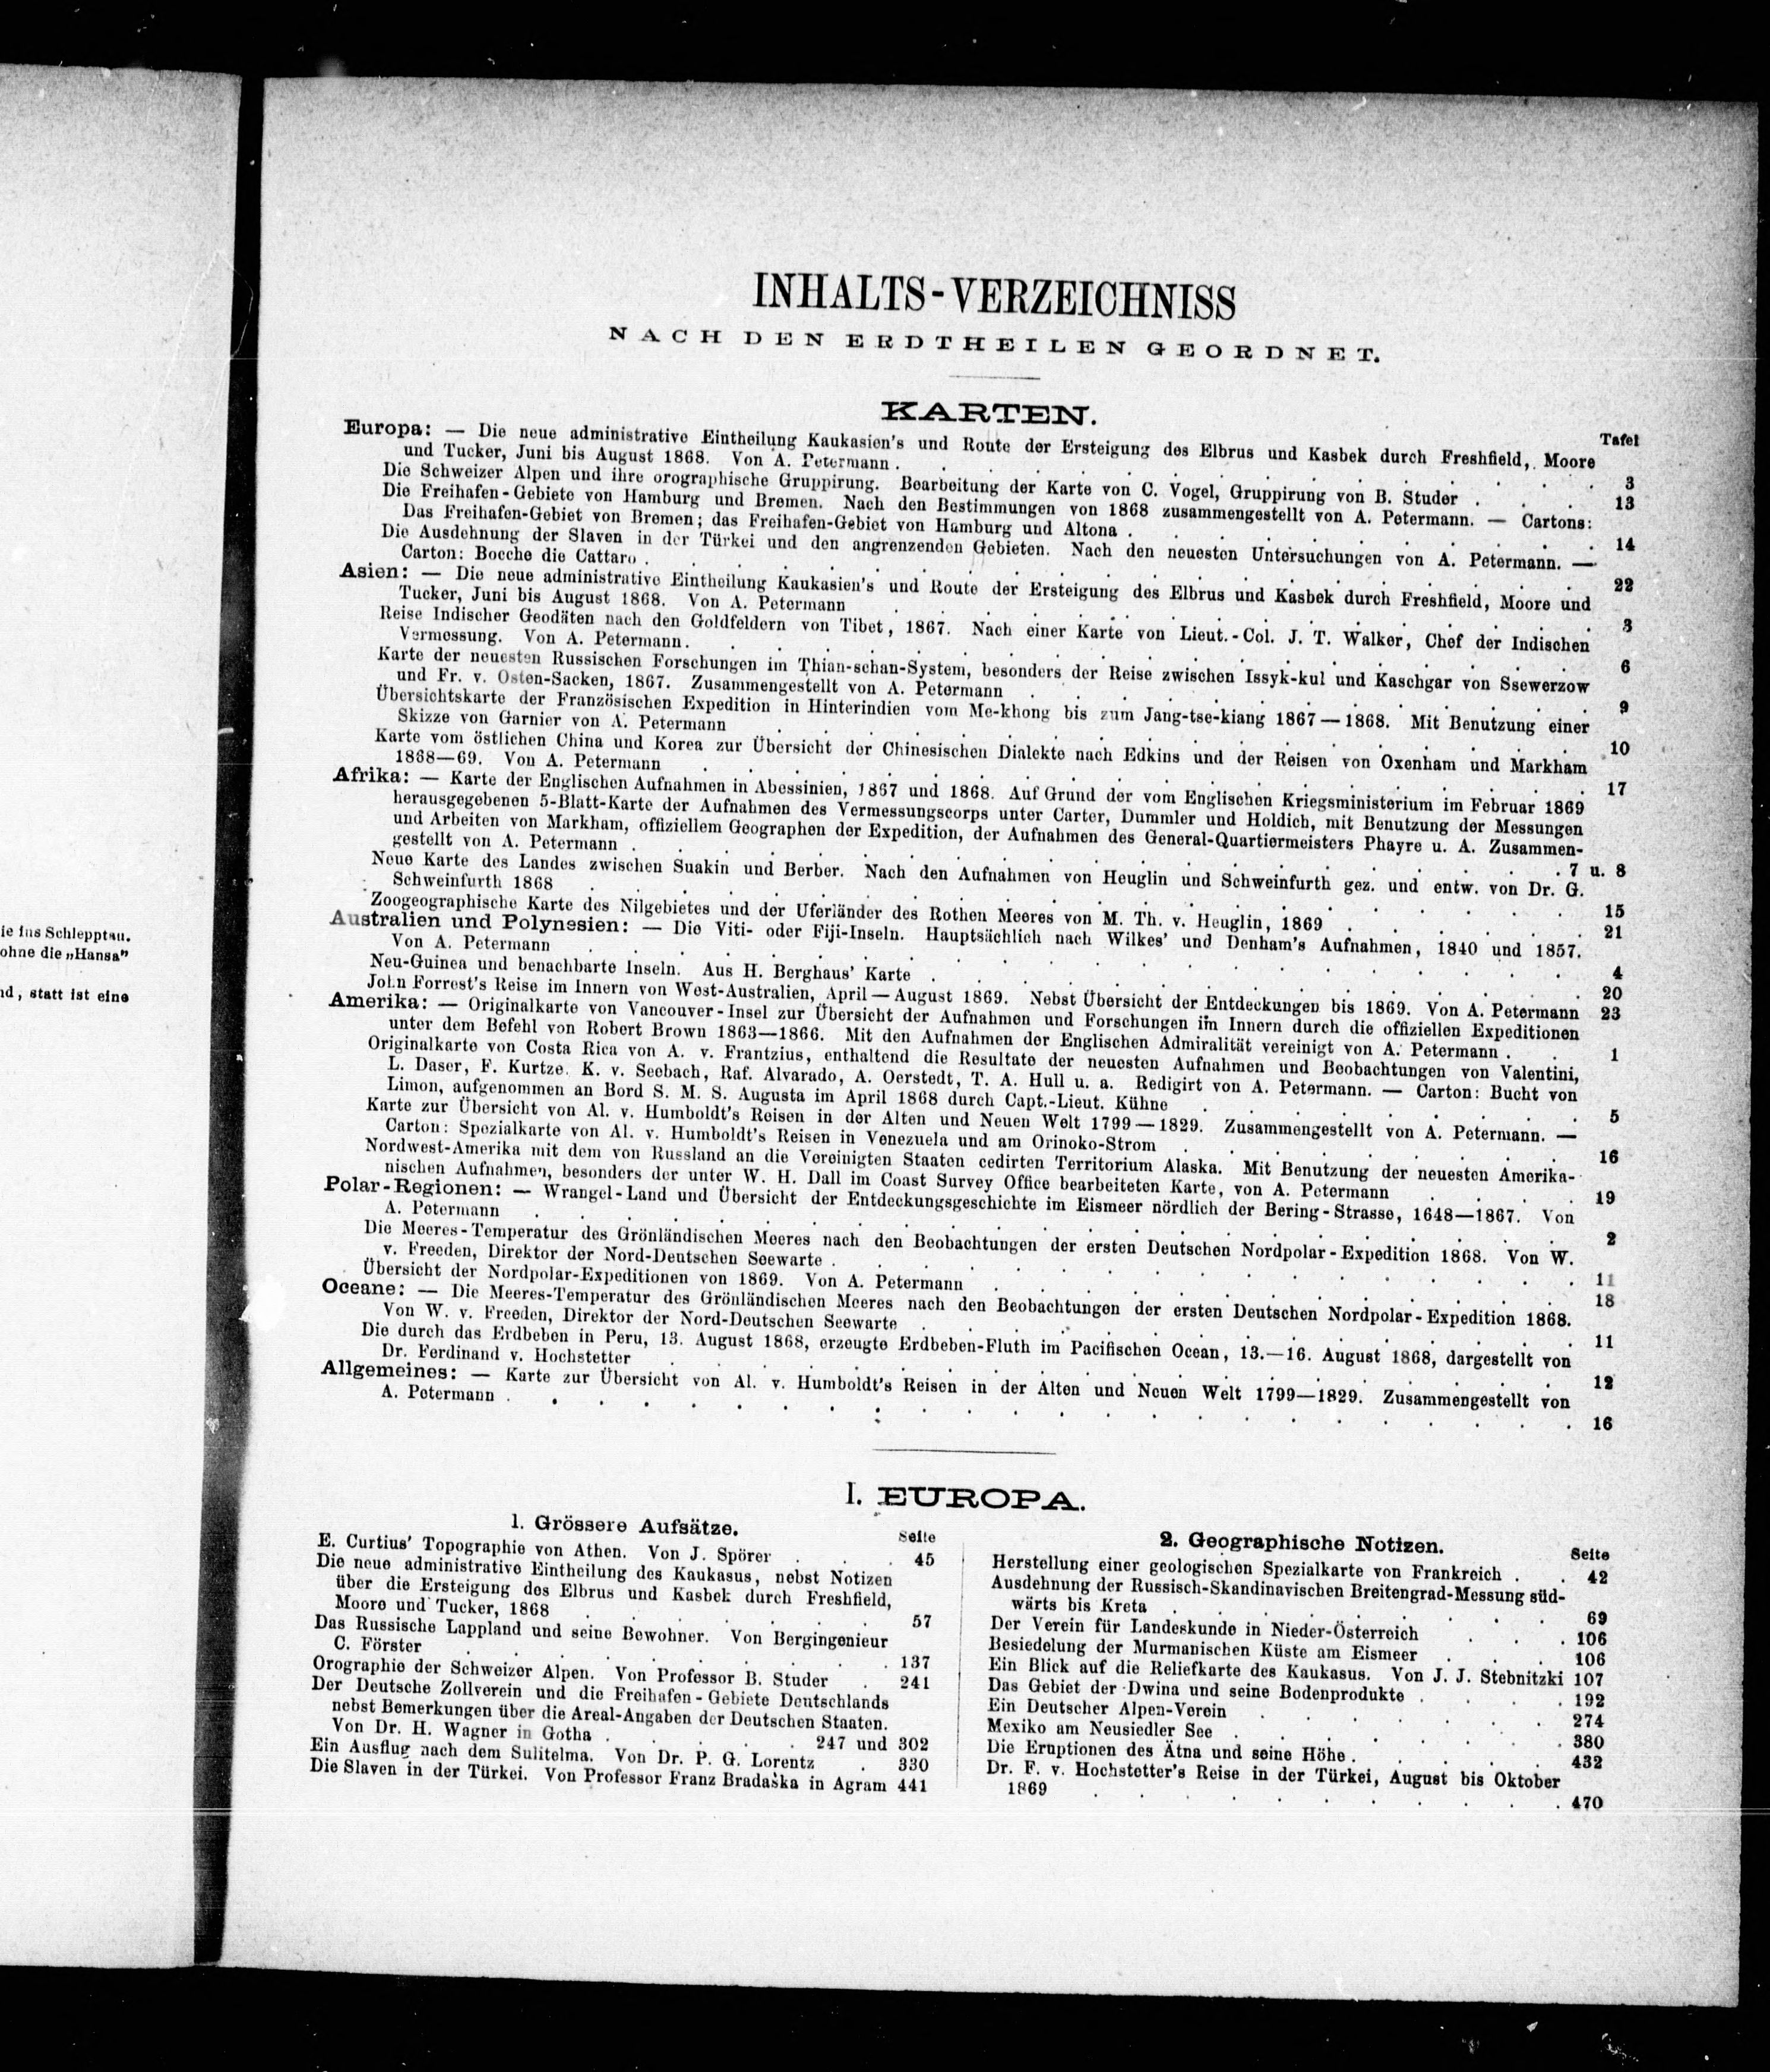 ie ins Schlepptau.
ohne die „Hansa"
nd, statt ist eine
INHALTS-VERZEICHNISS
NACH DEN ERDTHEILEN GEORDNET.
KARTEN.
Tafel
Europa: — Die neue administrative Eintheilung Kaukasien's und Route der Ersteigung des Elbrus und Kasbek durch Freshfield, Moore
und Tucker, Juni bis August 1868. Von A. Petermann . 3
Die Schweizer Alpen und ihre orographische Gruppirung. Bearbeitung der Karte von C. Vogel, Gruppirung von B. Studer . 13
Die Freihafen-Gebiete von Hamburg und Bremen. Nach den Bestimmungen von 1868 zusammengestellt von A. Petermann. — Cartons:
Das Freihafen-Gebiet von Bremen; das Freihafen-Gebiet von Hamburg und Altona . 14
Die Ausdehnung der Slaven in der Türkei und den angrenzenden Gebieten. Nach den neuesten Untersuchungen von A. Petermann. —
Carton: Bocche die Cattaro . 22
Asien: — Die neue administrative Eintheilung Kaukasien's und Route der Ersteigung des Elbrus und Kasbek durch Freshfield, Moore und
Tucker, Juni bis August 1868. Von A. Petermann . 3
Reise Indischer Geodäten nach den Goldfeldern von Tibet, 1867. Nach einer Karte von Lieut.-Col. J. T. Walker, Chef der Indischen
Vermessung. Von A. Petermann. 6
Karte der neuesten Russischen Forschungen im Thian-schan-System, besonders der Reise zwischen Issyk-kul und Kaschgar von Ssewerzow
und Fr. v. Osten-Sacken, 1867. Zusammengestellt von A. Petermann . 9
Übersichtskarte der Französischen Expedition in Hinterindien vom Me-khong bis zum Jang-tse-kiang 1867—1868. Mit Benutzung einer
Skizze von Garnier von A. Petermann . 10
Karte vom östlichen China und Korea zur Übersicht der Chinesischen Dialekte nach Edkins und der Reisen von Oxenham und Markham
1868—69. Von A. Petermann . 17
Afrika: — Karte der Englischen Aufnahmen in Abessinien, 1867 und 1868. Auf Grund der vom Englischen Kriegsministerium im Februar 1869
herausgegebenen 5-Blatt-Karte der Aufnahmen des Vermessungscorps unter Carter, Dummler und Holdich, mit Benutzung der Messungen
und Arbeiten von Markham, offiziellem Geographen der Expedition, der Aufnahmen des General-Quartiermeisters Phayre u. A. Zusammen-
gestellt von A. Petermann . 7 u. 8
Neue Karte des Landes zwischen Suakin und Berber. Nach den Aufnahmen von Heuglin und Schweinfurth gez. und entw. von Dr. G.
Schweinfurth 1868 . 15
Zoogeographische Karte des Nilgebietes und der Uferländer des Rothen Meeres von M. Th. v. Heuglin, 1869 . 21
Australien und Polynesien: — Die Viti- oder Fiji-Inseln. Hauptsächlich nach Wilkes' und Denham's Aufnahmen, 1840 und 1857.
Von A. Petermann . 4
Neu-Guinea und benachbarte Inseln. Aus H. Berghaus' Karte . 20
John Forrest's Reise im Innern von West-Australien, April—August 1869. Nebst Übersicht der Entdeckungen bis 1869. Von A. Petermann 23
Amerika: — Originalkarte von Vancouver-Insel zur Übersicht der Aufnahmen und Forschungen im Innern durch die offiziellen Expeditionen
unter dem Befehl von Robert Brown 1863—1866. Mit den Aufnahmen der Englischen Admiralität vereinigt von A. Petermann . 1
Originalkarte von Costa Rica von A. v. Frantzius, enthaltend die Resultate der neuesten Aufnahmen und Beobachtungen von Valentini,
L. Daser, F. Kurtze, K. v. Seebach, Raf. Alvarado, A. Oerstedt, T. A. Hull u. a. Redigirt von A. Petermann. — Carton: Bucht von
Limon, aufgenommen an Bord S. M. S. Augusta im April 1868 durch Capt.-Lieut. Kühne . 5
Karte zur Übersicht von Al. v. Humboldt's Reisen in der Alten und Neuen Welt 1799—1829. Zusammengestellt von A. Petermann. —
Carton: Spezialkarte von Al. v. Humboldt's Reisen in Venezuela und am Orinoko-Strom . 16
Nordwest-Amerika mit dem von Russland an die Vereinigten Staaten cedirten Territorium Alaska. Mit Benutzung der neuesten Amerika-
nischen Aufnahmen, besonders der unter W. H. Dall im Coast Survey Office bearbeiteten Karte, von A. Petermann . 19
Polar-Regionen: — Wrangel-Land und Übersicht der Entdeckungsgeschichte im Eismeer nördlich der Bering-Strasse, 1648—1867. Von
A. Petermann . 2
Die Meeres-Temperatur des Grönländischen Meeres nach den Beobachtungen der ersten Deutschen Nordpolar-Expedition 1868. Von W.
v. Freeden, Direktor der Nord-Deutschen Seewarte . 11
Übersicht der Nordpolar-Expeditionen von 1869. Von A. Petermann . 18
Oceane: — Die Meeres-Temperatur des Grönländischen Meeres nach den Beobachtungen der ersten Deutschen Nordpolar-Expedition 1868.
Von W. v. Freeden, Direktor der Nord-Deutschen Seewarte . 11
Die durch das Erdbeben in Peru, 13. August 1868, erzeugte Erdbeben-Fluth im Pacifischen Ocean, 13.—16. August 1868, dargestellt von
Dr. Ferdinand v. Hochstetter . 12
Allgemeines: — Karte zur Übersicht von Al. v. Humboldt's Reisen in der Alten und Neuen Welt 1799—1829. Zusammengestellt von
A. Petermann . 16
I. EUROPA.
1. Grössere Aufsätze.
Seite
E. Curtius' Topographie von Athen. Von J. Spörer . 45
Die neue administrative Eintheilung des Kaukasus, nebst Notizen
über die Ersteigung des Elbrus und Kasbek durch Freshfield,
Moore und Tucker, 1868 . 57
Das Russische Lappland und seine Bewohner. Von Bergingenieur
C. Förster . 137
Orographie der Schweizer Alpen. Von Professor B. Studer . 241
Der Deutsche Zollverein und die Freihafen-Gebiete Deutschlands
nebst Bemerkungen über die Areal-Angaben der Deutschen Staaten.
Von Dr. H. Wagner in Gotha . 247 und 302
Ein Ausflug nach dem Sulitelma. Von Dr. P. G. Lorentz . 330
Die Slaven in der Türkei. Von Professor Franz Bradaška in Agram 441
2. Geographische Notizen.
Seite
Herstellung einer geologischen Spezialkarte von Frankreich . 42
Ausdehnung der Russisch-Skandinavischen Breitengrad-Messung süd-
wärts bis Kreta . 69
Der Verein für Landeskunde in Nieder-Österreich . 106
Besiedelung der Murmanischen Küste am Eismeer . 106
Ein Blick auf die Reliefkarte des Kaukasus. Von J. J. Stebnitzki 107
Das Gebiet der Dwina und seine Bodenprodukte . 192
Ein Deutscher Alpen-Verein . 274
Mexiko am Neusiedler See . 380
Die Eruptionen des Ätna und seine Höhe . 432
Dr. F. v. Hochstetter's Reise in der Türkei, August bis Oktober
1869 . 470